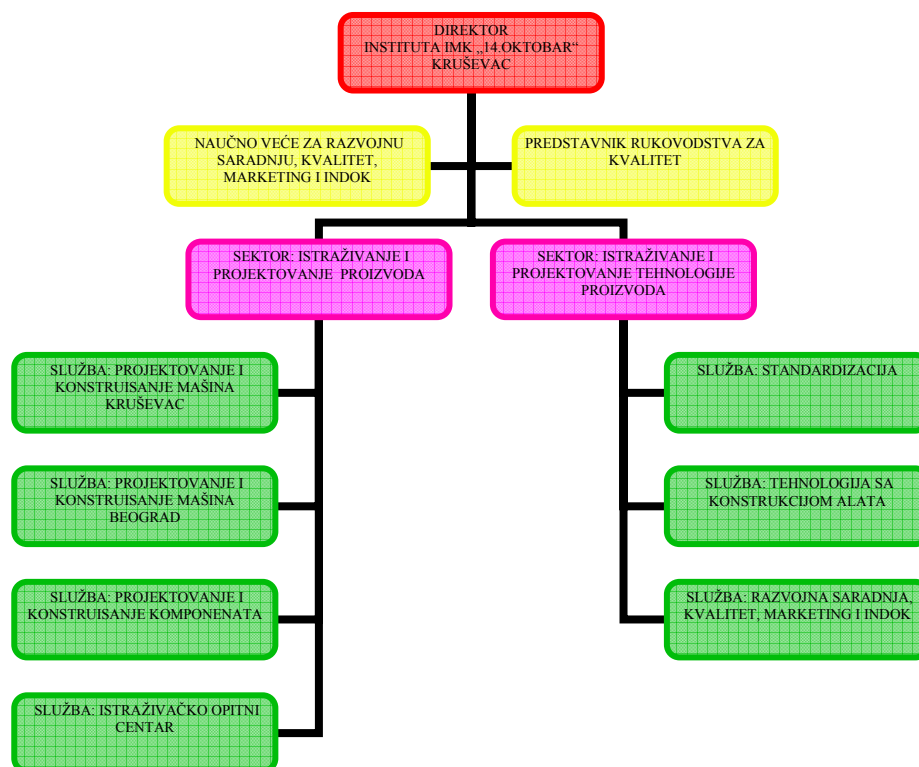 DIREKTOR
INSTITUTA IMK „14.OKTOBAR“
KRUŠEVAC
NAUČNO VEĆE ZA RAZVOJNU
SARADNJU, KVALITET,
MARKETING I INDOK
PREDSTAVNIK RUKOVODSTVA ZA
KVALITET
SEKTOR: ISTRAŽIVANJE I
PROJEKTOVANJE PROIZVODA
SEKTOR: ISTRAŽIVANJE I
PROJEKTOVANJE TEHNOLOGIJE
PROIZVODA
SLUŽBA: PROJEKTOVANJE I
KONSTRUISANJE MAŠINA
KRUŠEVAC
SLUŽBA: STANDARDIZACIJA
SLUŽBA: PROJEKTOVANJE I
KONSTRUISANJE MAŠINA
BEOGRAD
SLUŽBA: TEHNOLOGIJA SA
KONSTRUKCIJOM ALATA
SLUŽBA: PROJEKTOVANJE I
KONSTRUISANJE KOMPONENATA
SLUŽBA: RAZVOJNA SARADNJA,
KVALITET, MARKETING I INDOK
SLUŽBA: ISTRAŽIVAČKO OPITNI
CENTAR